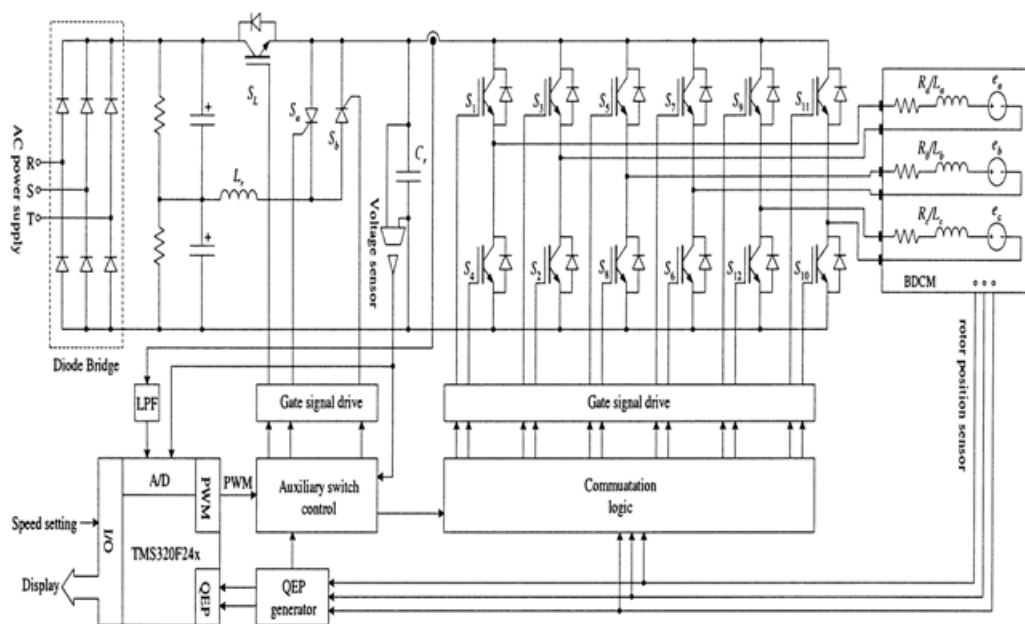 AC power supply
R
S
T
Diode Bridge
S_L
S_a
S_b
L_r
C_r
Voltage sensor
S_1
S_3
S_5
S_7
S_9
S_11
S_4
S_2
S_8
S_6
S_12
S_10
R_a/L_a
e_a
R_b/L_b
e_b
R_c/L_c
e_c
BDCM
rotor position sensor
LPF
Gate signal drive
Gate signal drive
A/D
PWM
PWM
I/O
TMS320F24x
QEP
Speed setting
Display
Auxiliary switch
control
Commuatation
logic
QEP
generator